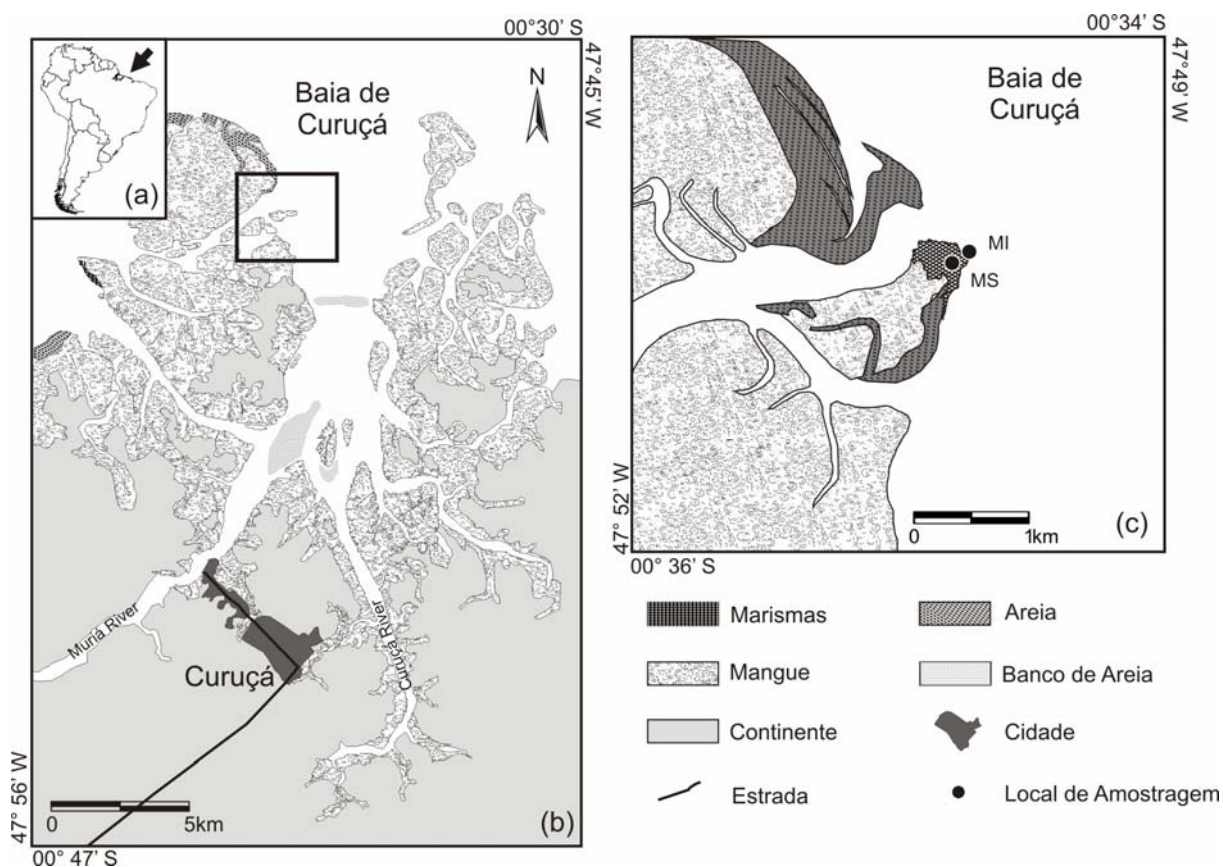 00° 30' S
47°45' W
(a)
Baia de
Curuçá
N
Muriá River
Curuçá River
Curuçá
47° 56' W
0 5km
(b)
00° 47' S
00° 34' S
47°49' W
Baia de
Curuçá
MI
MS
47° 52' W
0 1km
(c)
00° 36' S
Marismas
Areia
Mangue
Banco de Areia
Continente
Cidade
Estrada
Local de Amostragem